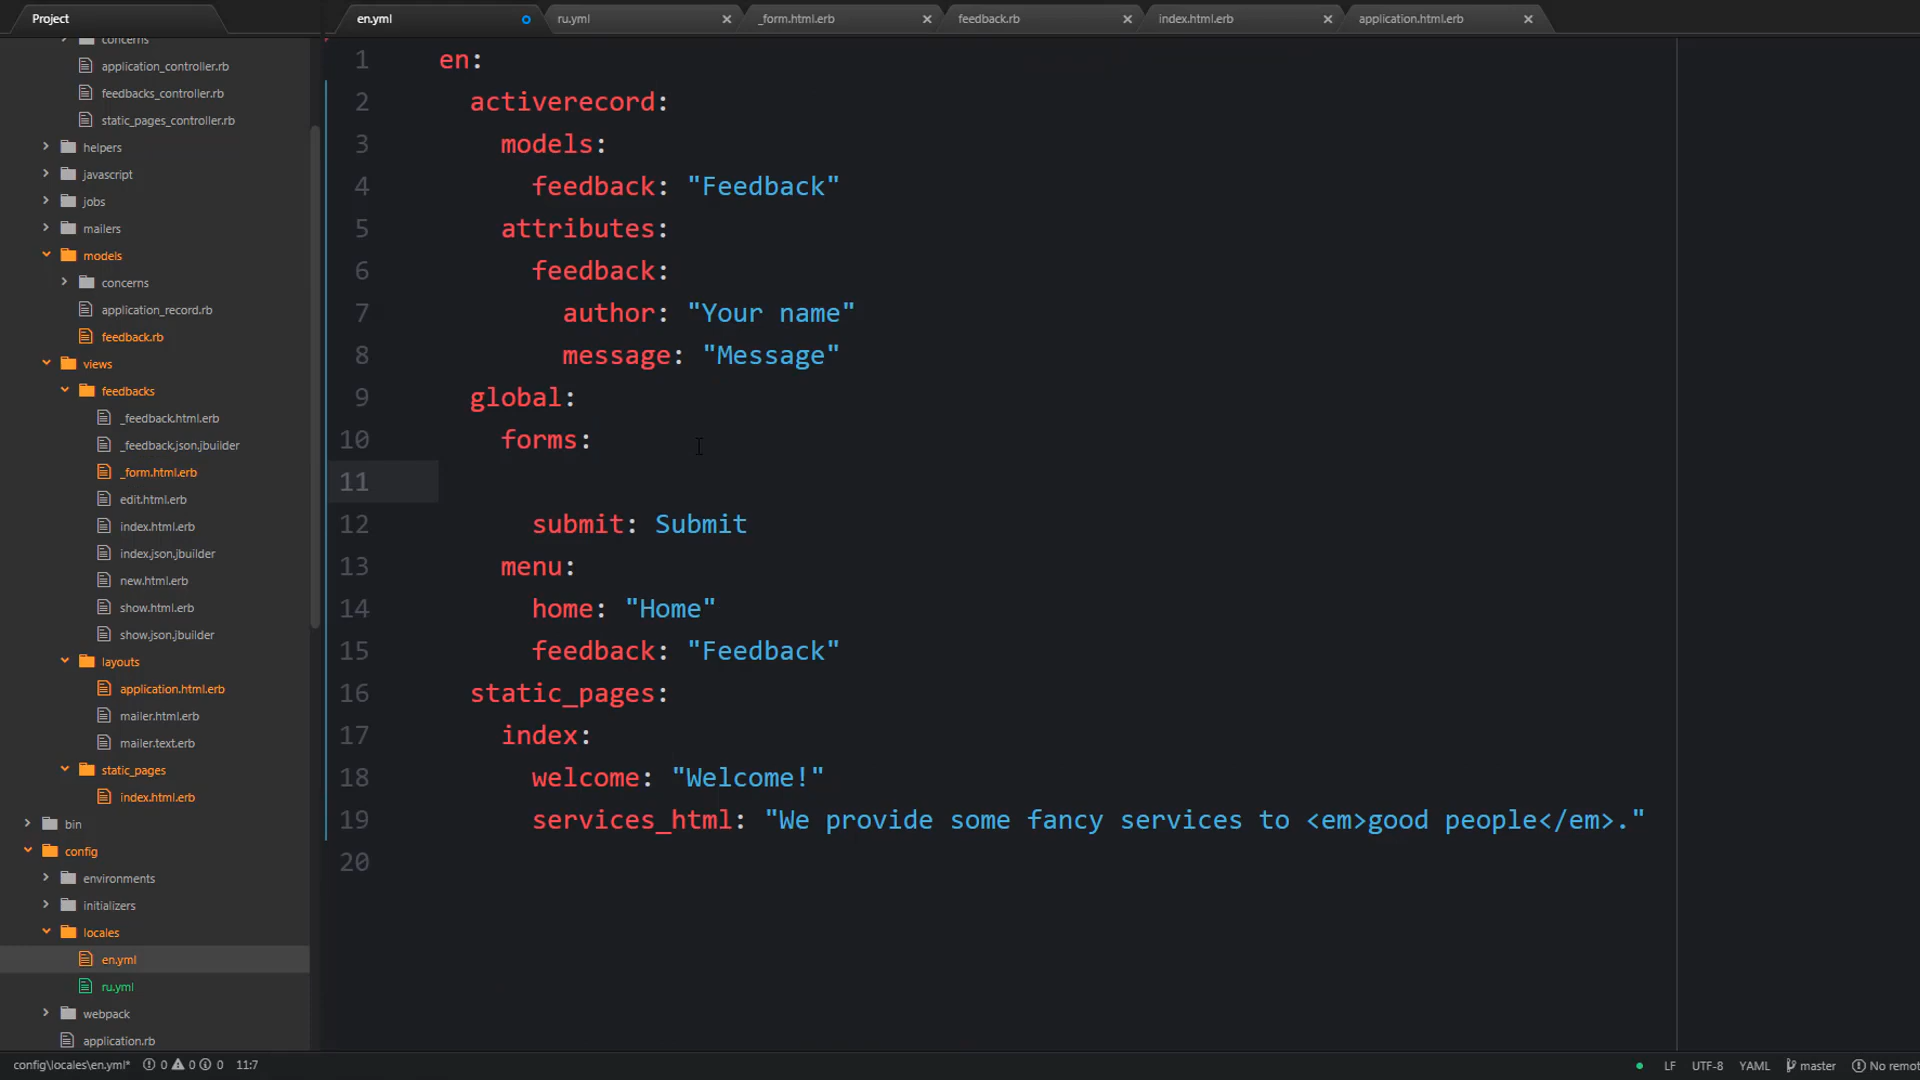 Project
en.yml
ru.yml
_form.html.erb
feedback.rb
index.html.erb
application.html.erb
concerns
application_controller.rb
feedbacks_controller.rb
static_pages_controller.rb
helpers
javascript
jobs
mailers
models
concerns
application_record.rb
feedback.rb
views
feedbacks
_feedback.html.erb
_feedback.json.jbuilder
_form.html.erb
edit.html.erb
index.html.erb
index.json.jbuilder
new.html.erb
show.html.erb
show.json.jbuilder
layouts
application.html.erb
mailer.html.erb
mailer.text.erb
static_pages
index.html.erb
bin
config
environments
initializers
locales
en.yml
ru.yml
webpack
application.rb
1 en:
2 activerecord:
3 models:
4 feedback: "Feedback"
5 attributes:
6 feedback:
7 author: "Your name"
8 message: "Message"
9 global:
10 forms:
11
12 submit: Submit
13 menu:
14 home: "Home"
15 feedback: "Feedback"
16 static_pages:
17 index:
18 welcome: "Welcome!"
19 services_html: "We provide some fancy services to <em>good people</em>."
20
config\locales\en.yml* 0 0 0 11:7 LF UTF-8 YAML master No remot